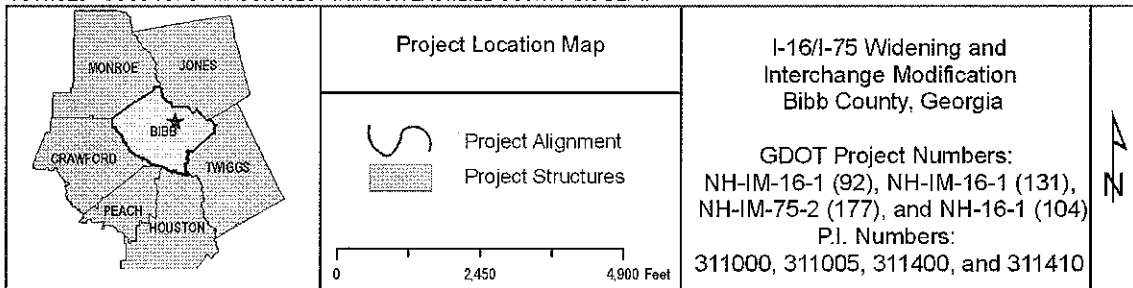 MONROE
JONES
BIBB
CRAWFORD
TWIGGS
PEACH
HOUSTON
Project Location Map
Project Alignment
Project Structures
0 2,450 4,900 Feet
I-16/I-75 Widening and
Interchange Modification
Bibb County, Georgia
GDOT Project Numbers:
NH-IM-16-1 (92), NH-IM-16-1 (131),
NH-IM-75-2 (177), and NH-16-1 (104)
P.I. Numbers:
311000, 311005, 311400, and 311410
N